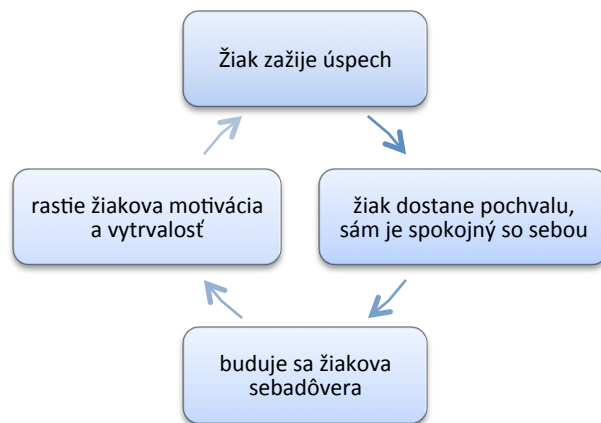 Žiak zažije úspech
žiak dostane pochvalu,
sám je spokojný so sebou
buduje sa žiakova
sebadôvera
rastie žiakova motivácia
a vytrvalosť